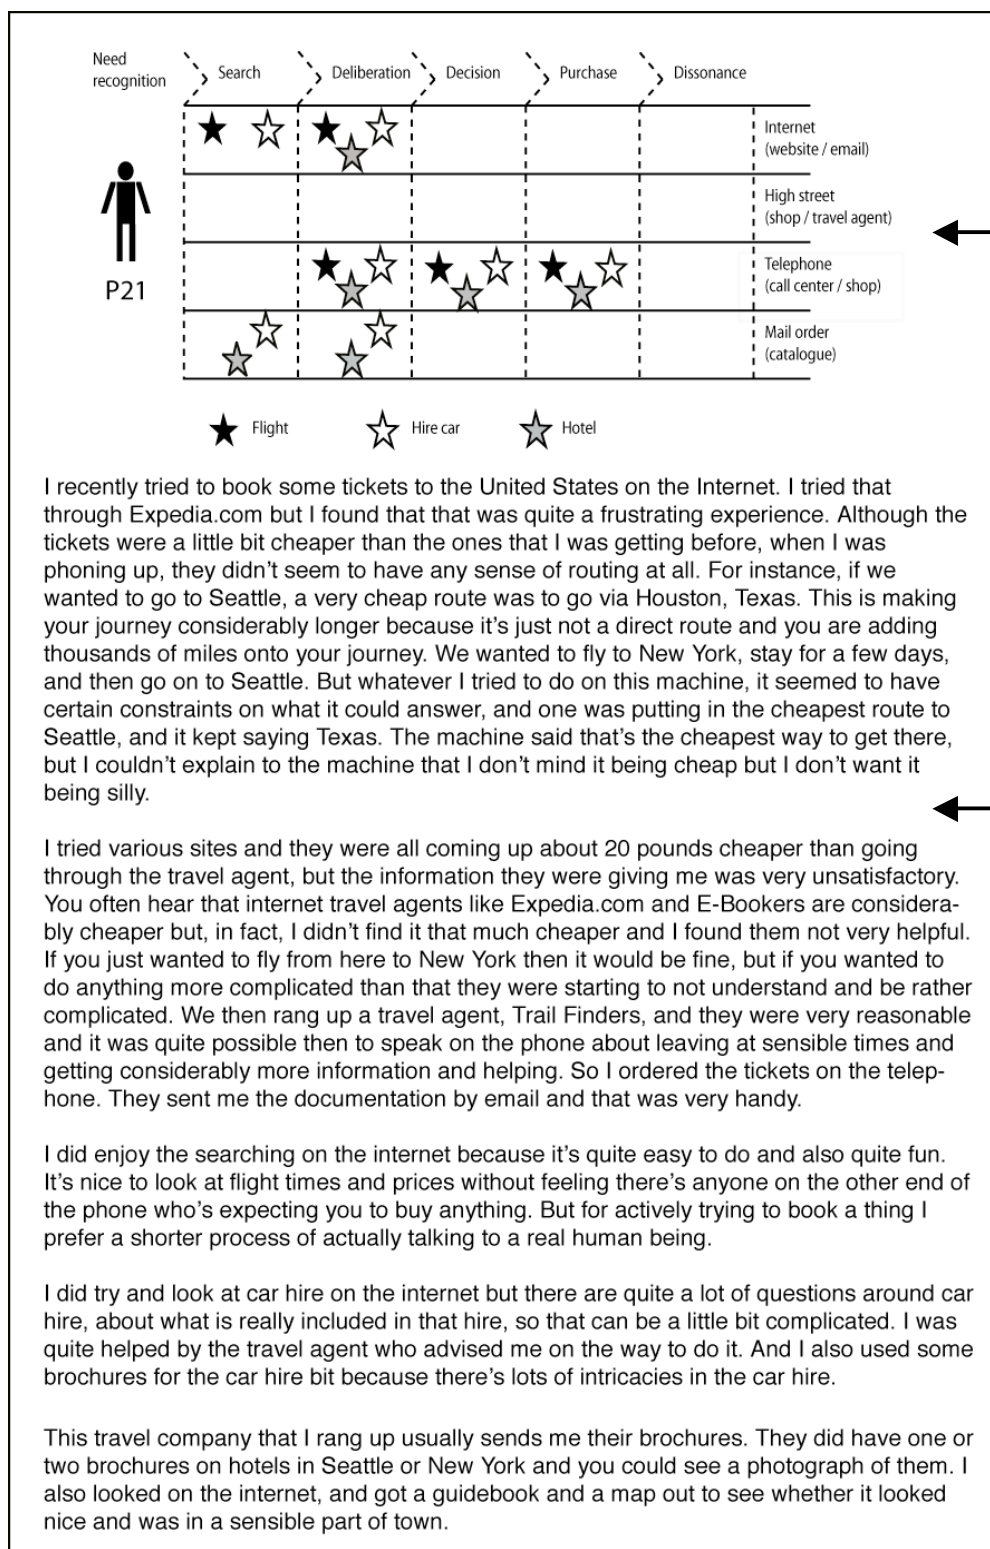 Need
recognition
Search
Deliberation
Decision
Purchase
Dissonance
Internet
(website / email)
High street
(shop / travel agent)
P21
Telephone
(call center / shop)
Mail order
(catalogue)
Flight
Hire car
Hotel
I recently tried to book some tickets to the United States on the Internet. I tried that
through Expedia.com but I found that that was quite a frustrating experience. Although the
tickets were a little bit cheaper than the ones that I was getting before, when I was
phoning up, they didn't seem to have any sense of routing at all. For instance, if we
wanted to go to Seattle, a very cheap route was to go via Houston, Texas. This is making
your journey considerably longer because it's just not a direct route and you are adding
thousands of miles onto your journey. We wanted to fly to New York, stay for a few days,
and then go on to Seattle. But whatever I tried to do on this machine, it seemed to have
certain constraints on what it could answer, and one was putting in the cheapest route to
Seattle, and it kept saying Texas. The machine said that's the cheapest way to get there,
but I couldn't explain to the machine that I don't mind it being cheap but I don't want it
being silly.
I tried various sites and they were all coming up about 20 pounds cheaper than going
through the travel agent, but the information they were giving me was very unsatisfactory.
You often hear that internet travel agents like Expedia.com and E-Bookers are considera-
bly cheaper but, in fact, I didn't find it that much cheaper and I found them not very helpful.
If you just wanted to fly from here to New York then it would be fine, but if you wanted to
do anything more complicated than that they were starting to not understand and be rather
complicated. We then rang up a travel agent, Trail Finders, and they were very reasonable
and it was quite possible then to speak on the phone about leaving at sensible times and
getting considerably more information and helping. So I ordered the tickets on the telep-
hone. They sent me the documentation by email and that was very handy.
I did enjoy the searching on the internet because it's quite easy to do and also quite fun.
It's nice to look at flight times and prices without feeling there's anyone on the other end of
the phone who's expecting you to buy anything. But for actively trying to book a thing I
prefer a shorter process of actually talking to a real human being.
I did try and look at car hire on the internet but there are quite a lot of questions around car
hire, about what is really included in that hire, so that can be a little bit complicated. I was
quite helped by the travel agent who advised me on the way to do it. And I also used some
brochures for the car hire bit because there's lots of intricacies in the car hire.
This travel company that I rang up usually sends me their brochures. They did have one or
two brochures on hotels in Seattle or New York and you could see a photograph of them. I
also looked on the internet, and got a guidebook and a map out to see whether it looked
nice and was in a sensible part of town.